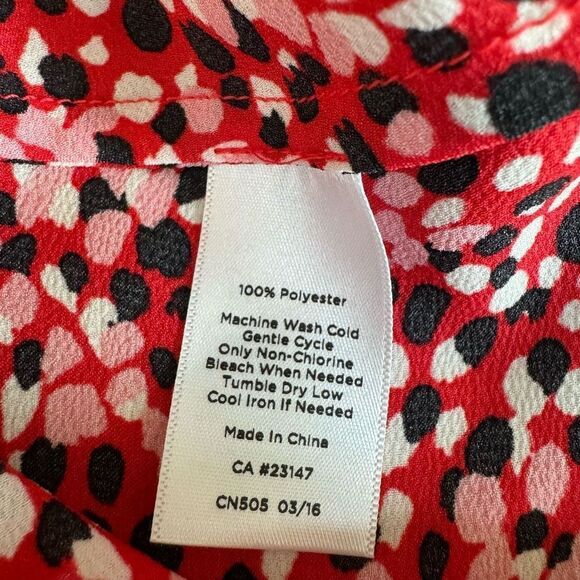 100% Polyester
Machine Wash Cold
Gentle Cycle
Only Non-Chlorine
Bleach When Needed
Tumble Dry Low
Cool Iron If Needed
Made In China
CA #23147
CN505 03/16